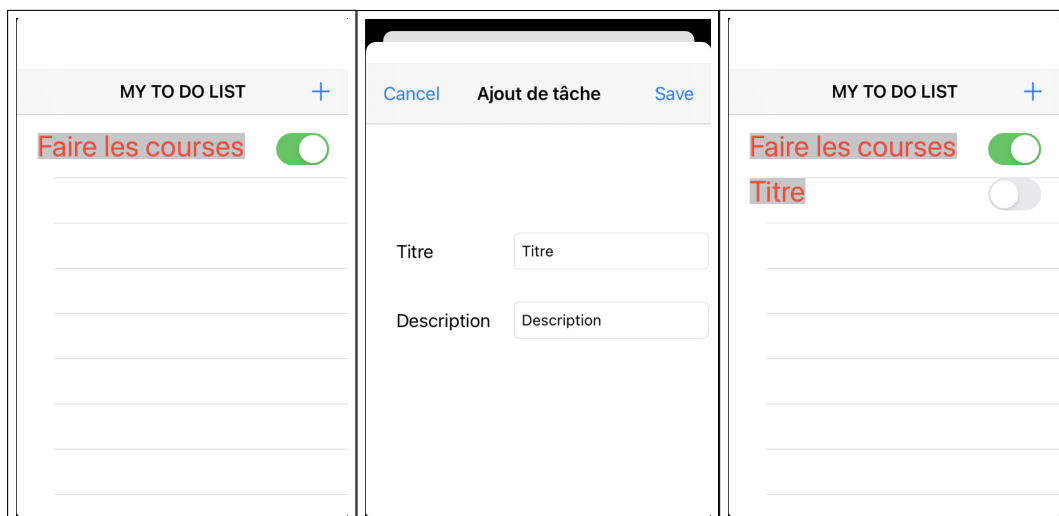 MY TO DO LIST +
Faire les courses
Cancel Ajout de tâche Save
Titre Titre
Description Description
MY TO DO LIST +
Faire les courses
Titre